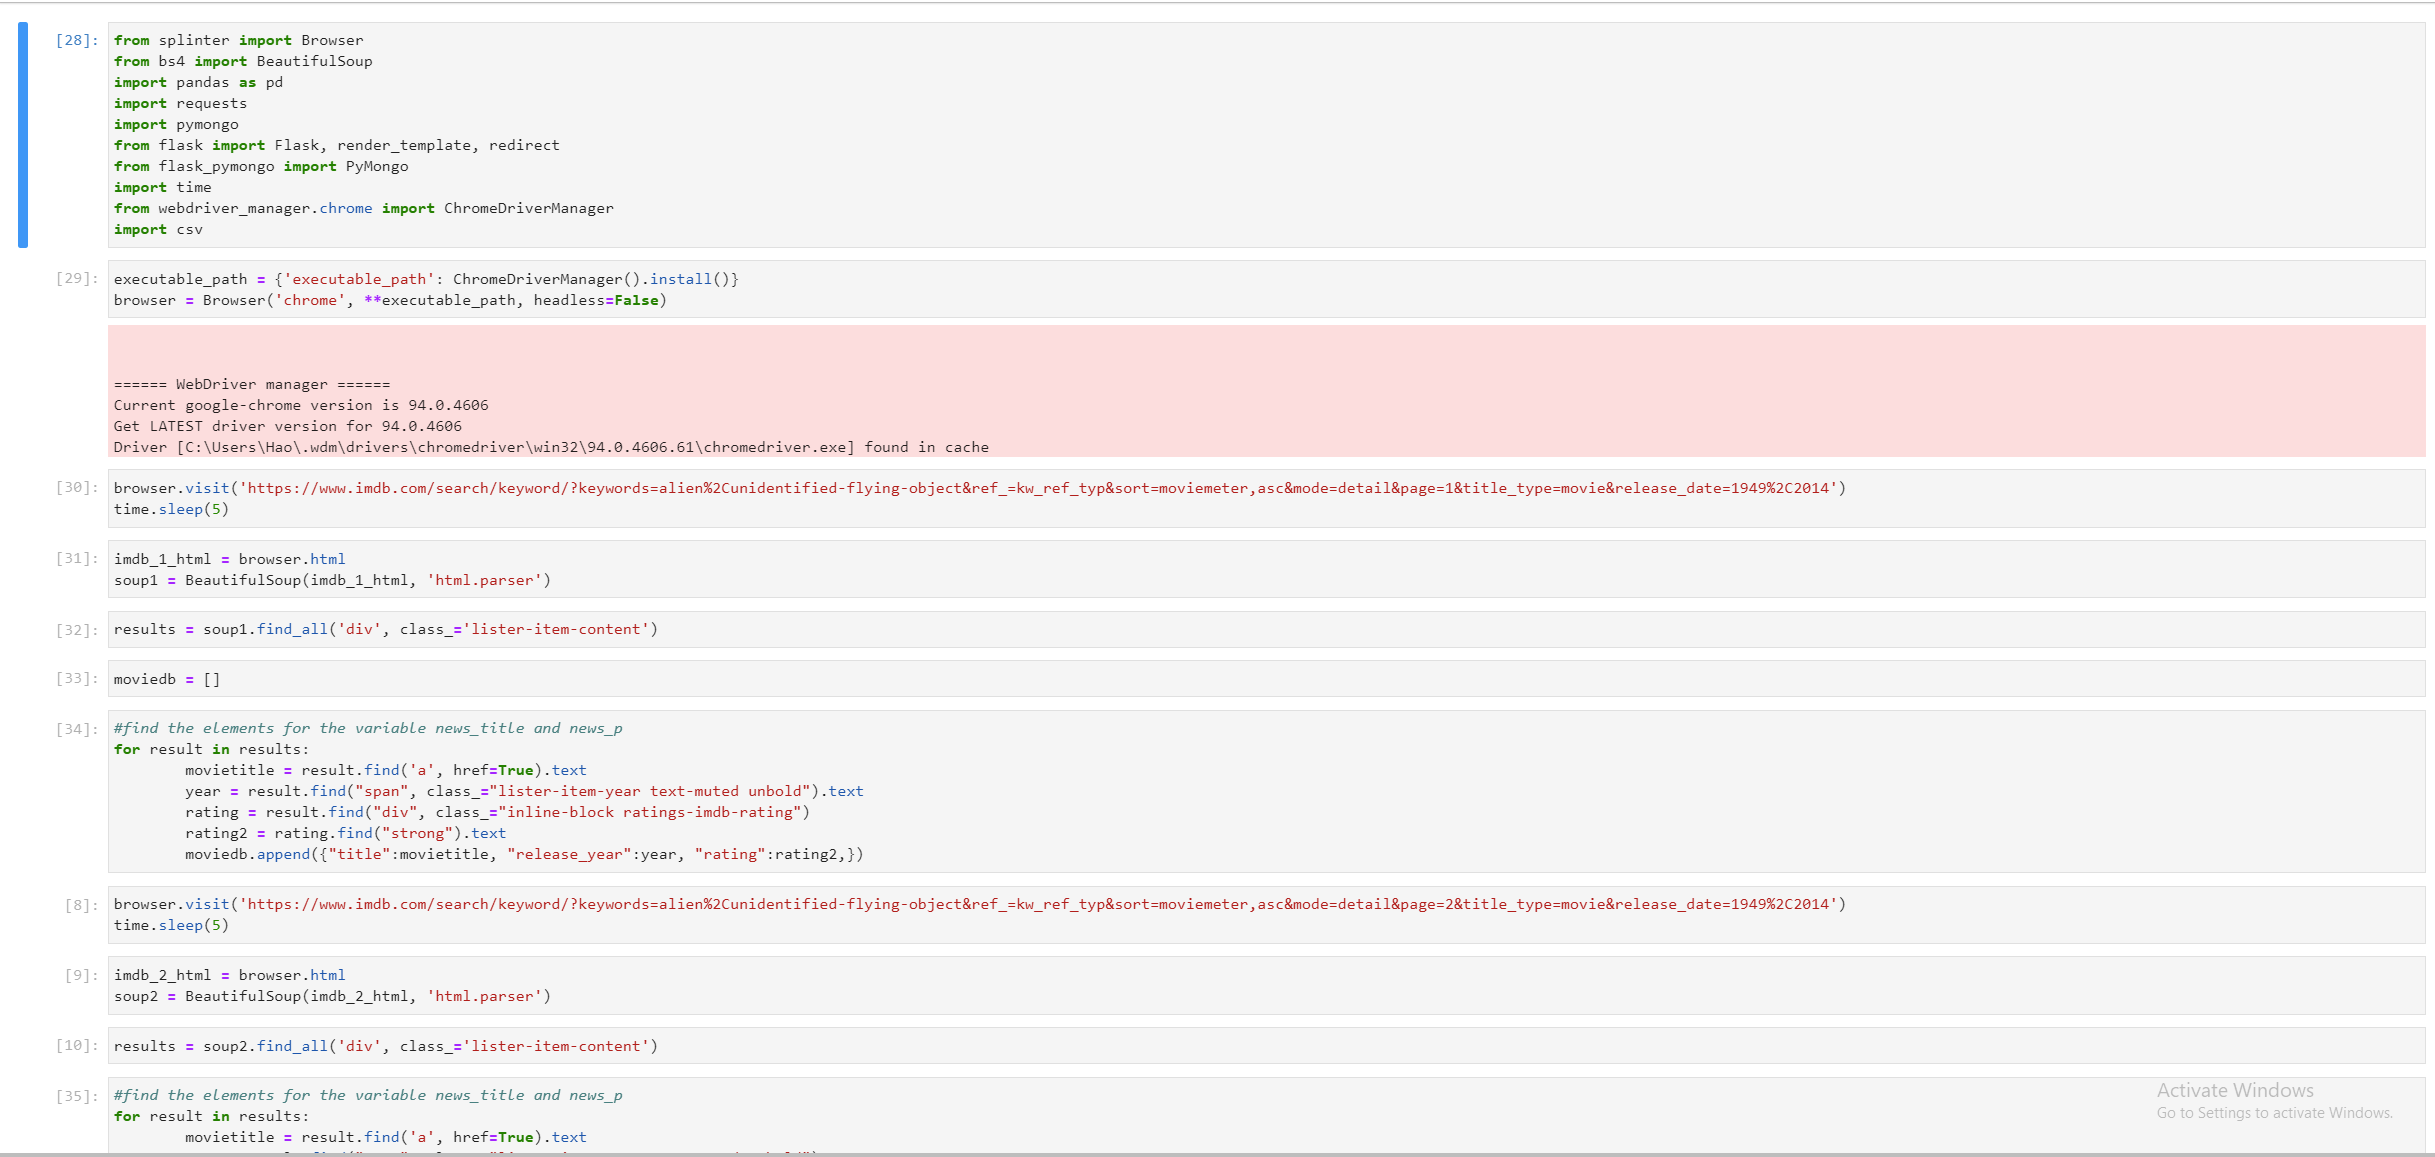 [28]: from splinter import Browser
from bs4 import BeautifulSoup
import pandas as pd
import requests
import pymongo
from flask import Flask, render_template, redirect
from flask_pymongo import PyMongo
import time
from webdriver_manager.chrome import ChromeDriverManager
import csv
[29]: executable_path = {'executable_path': ChromeDriverManager().install()}
browser = Browser('chrome', **executable_path, headless=False)
====== WebDriver manager ======
Current google-chrome version is 94.0.4606
Get LATEST driver version for 94.0.4606
Driver [C:\Users\Hao\.wdm\drivers\chromedriver\win32\94.0.4606.61\chromedriver.exe] found in cache
[30]: browser.visit('https://www.imdb.com/search/keyword/?keywords=alien%2Cunidentified-flying-object&ref_=kw_ref_typ&sort=moviemeter,asc&mode=detail&page=1&title_type=movie&release_date=1949%2C2014')
time.sleep(5)
[31]: imdb_1_html = browser.html
soup1 = BeautifulSoup(imdb_1_html, 'html.parser')
[32]: results = soup1.find_all('div', class_='lister-item-content')
[33]: moviedb = []
[34]: #find the elements for the variable news_title and news_p
for result in results:
        movietitle = result.find('a', href=True).text
        year = result.find("span", class_="lister-item-year text-muted unbold").text
        rating = result.find("div", class_="inline-block ratings-imdb-rating")
        rating2 = rating.find("strong").text
        moviedb.append({"title":movietitle, "release_year":year, "rating":rating2,})
[8]: browser.visit('https://www.imdb.com/search/keyword/?keywords=alien%2Cunidentified-flying-object&ref_=kw_ref_typ&sort=moviemeter,asc&mode=detail&page=2&title_type=movie&release_date=1949%2C2014')
time.sleep(5)
[9]: imdb_2_html = browser.html
soup2 = BeautifulSoup(imdb_2_html, 'html.parser')
[10]: results = soup2.find_all('div', class_='lister-item-content')
[35]: #find the elements for the variable news_title and news_p
for result in results:
        movietitle = result.find('a', href=True).text
Activate Windows
Go to Settings to activate Windows.